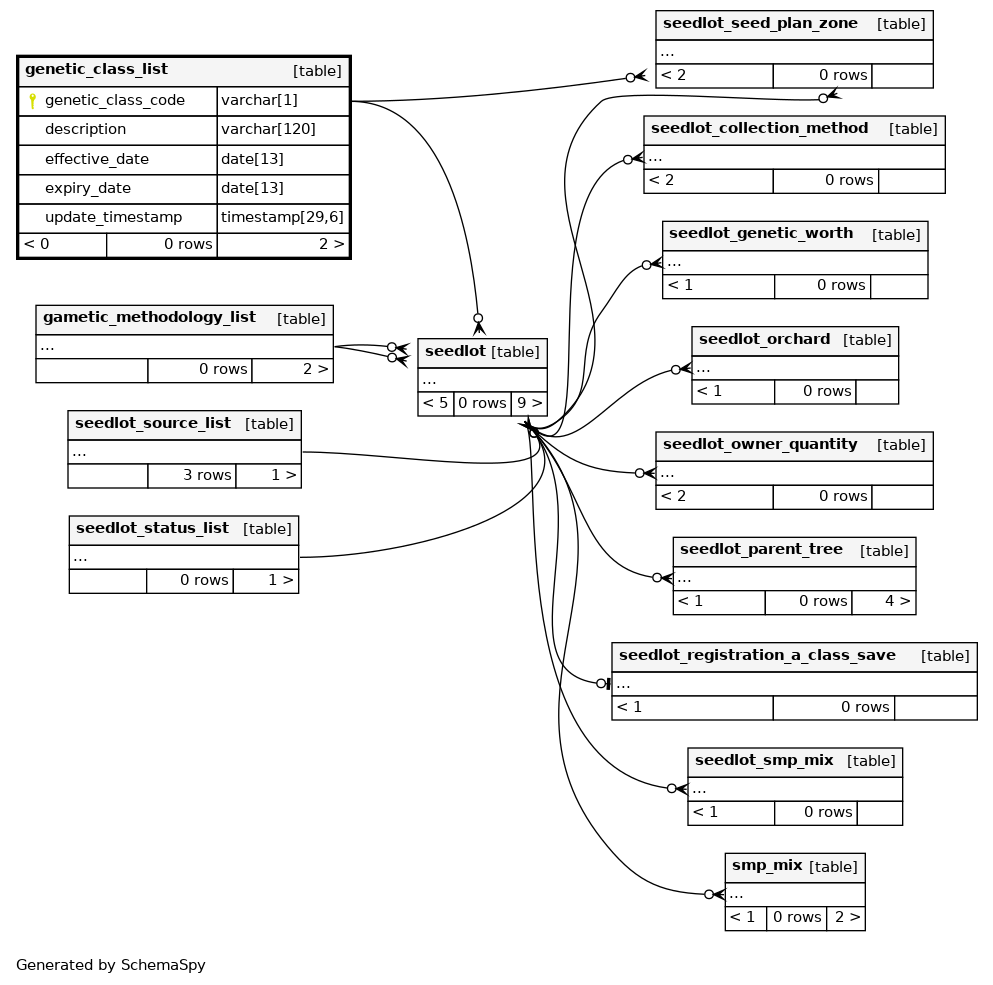 genetic_class_list [table]
genetic_class_code varchar[1]
description varchar[120]
effective_date date[13]
expiry_date date[13]
update_timestamp timestamp[29,6]
< 0 0 rows 2 >
gametic_methodology_list [table]
...
0 rows 2 >
seedlot_source_list [table]
...
3 rows 1 >
seedlot_status_list [table]
...
0 rows 1 >
seedlot [table]
...
< 5 0 rows 9 >
seedlot_seed_plan_zone [table]
...
< 2 0 rows
seedlot_collection_method [table]
...
< 2 0 rows
seedlot_genetic_worth [table]
...
< 1 0 rows
seedlot_orchard [table]
...
< 1 0 rows
seedlot_owner_quantity [table]
...
< 2 0 rows
seedlot_parent_tree [table]
...
< 1 0 rows 4 >
seedlot_registration_a_class_save [table]
...
< 1 0 rows
seedlot_smp_mix [table]
...
< 1 0 rows
smp_mix [table]
...
< 1 0 rows 2 >
Generated by SchemaSpy